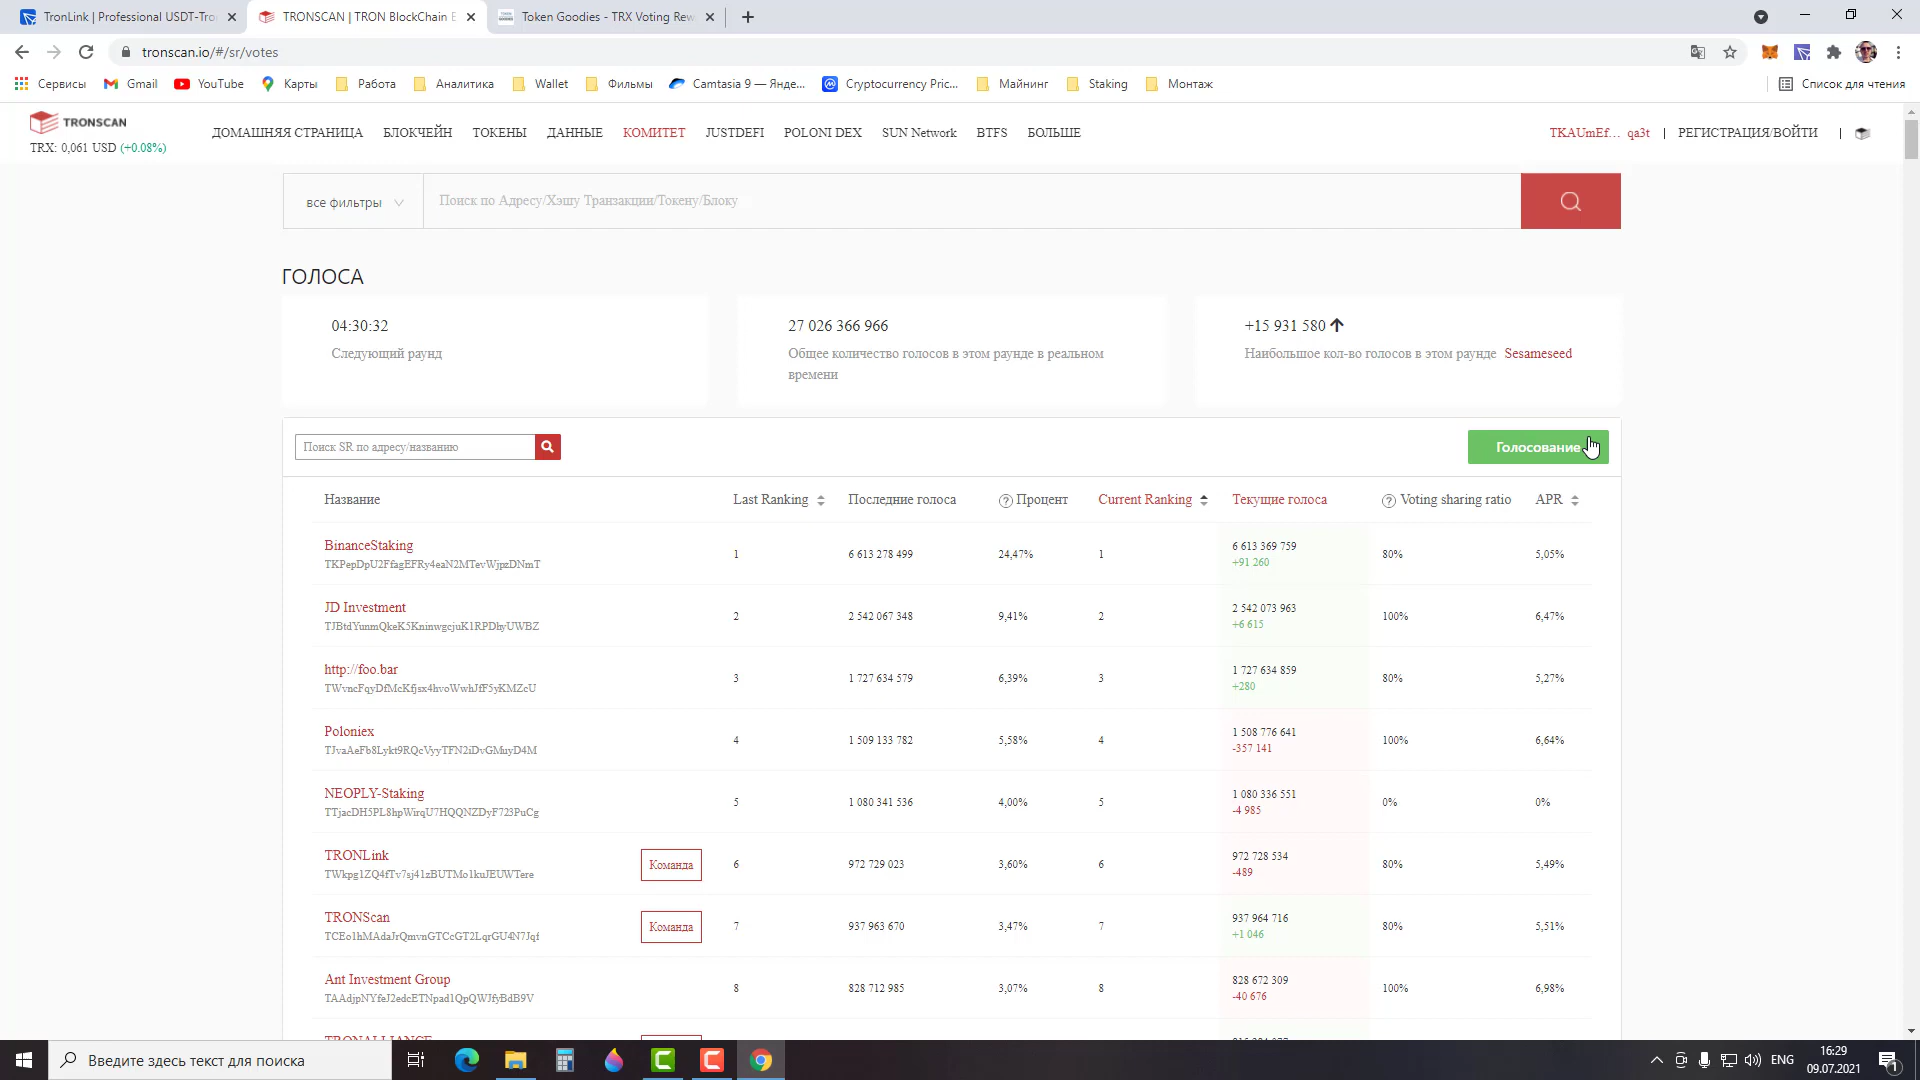 TronLink | Professional USDT-Tro
TRONSCAN | TRON BlockChain E
Token Goodies - TRX Voting Rew
tronscan.io/#/sr/votes
Сервисы
Gmail
YouTube
Карты
Работа
Аналитика
Wallet
Фильмы
Camtasia 9 — Янде...
Cryptocurrency Pric...
Майнинг
Staking
Монтаж
Список для чтения
TRONSCAN
TRX: 0,061 USD (+0.08%)
ДОМАШНЯЯ СТРАНИЦА
БЛОКЧЕЙН
ТОКЕНЫ
ДАННЫЕ
КОМИТЕТ
JUSTDEFI
POLONI DEX
SUN Network
BTFS
БОЛЬШЕ
TKAUmEf... qa3t | РЕГИСТРАЦИЯ/ВОЙТИ |
все фильтры
Поиск по Адресу/Хэшу Транзакции/Токену/Блоку
ГОЛОСА
04:30:32
Следующий раунд
27 026 366 966
Общее количество голосов в этом раунде в реальном
времени
+15 931 580
Наибольшое кол-во голосов в этом раунде Sesameseed
Поиск SR по адресу/названию
Голосование
Название Last Ranking Последние голоса ? Процент Current Ranking Текущие голоса ? Voting sharing ratio APR
BinanceStaking
TKPepDpU2FfagEFRy4eaN2MTevWjpzDNmT
1 6 613 278 499 24,47% 1 6 613 369 759 80% 5,05%
+91 260
JD Investment
TJBtdYunmQkeK5KninwgcjuK1RPDhyUWBZ
2 2 542 067 348 9,41% 2 2 542 073 963 100% 6,47%
+6 615
http://foo.bar
TWvncFqyDfMcKfjsx4hvoWwhJfF5yKMZcU
3 1 727 634 579 6,39% 3 1 727 634 859 80% 5,27%
+280
Poloniex
TJvaAeFb8Lykt9RQcVyyTFN2iDvGMuyD4M
4 1 509 133 782 5,58% 4 1 508 776 641 100% 6,64%
-357 141
NEOPLY-Staking
TTjacDH5PL8hpWirqU7HQQNZDyF723PuCg
5 1 080 341 536 4,00% 5 1 080 336 551 0% 0%
-4 985
TRONLink
TWkpg1ZQ4fTv7sj41zBUTMo1kuJEUWTere
Команда
6 972 729 023 3,60% 6 972 728 534 80% 5,49%
-489
TRONScan
TCEo1hMAdaJrQmvnGTCcGT2LqrGU4N7Jqf
Команда
7 937 963 670 3,47% 7 937 964 716 80% 5,51%
+1 046
Ant Investment Group
TAAdjpNYfeJ2edcETNpad1QpQWJfyBdB9V
8 828 712 985 3,07% 8 828 672 309 100% 6,98%
-40 676
TRONALLIANCE
Введите здесь текст для поиска
ENG
16:29
09.07.2021
1